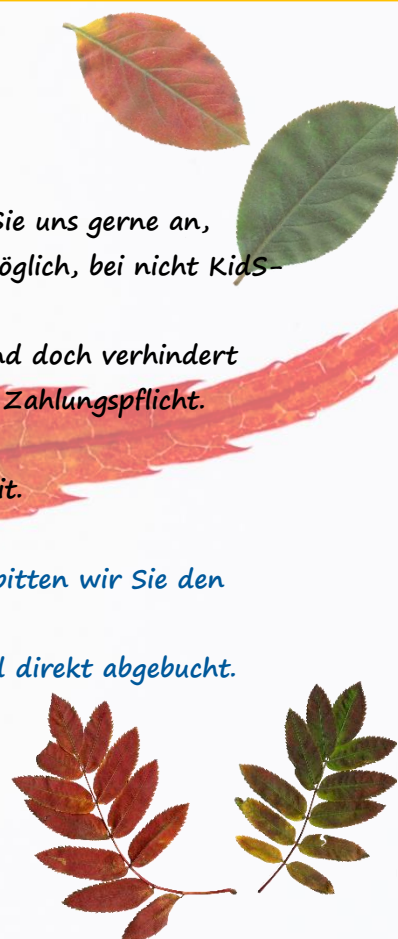 Sie uns gerne an,
öglich, bei nicht KidS-
nd doch verhindert
Zahlungspflicht.
it.
bitten wir Sie den
l direkt abgebucht.